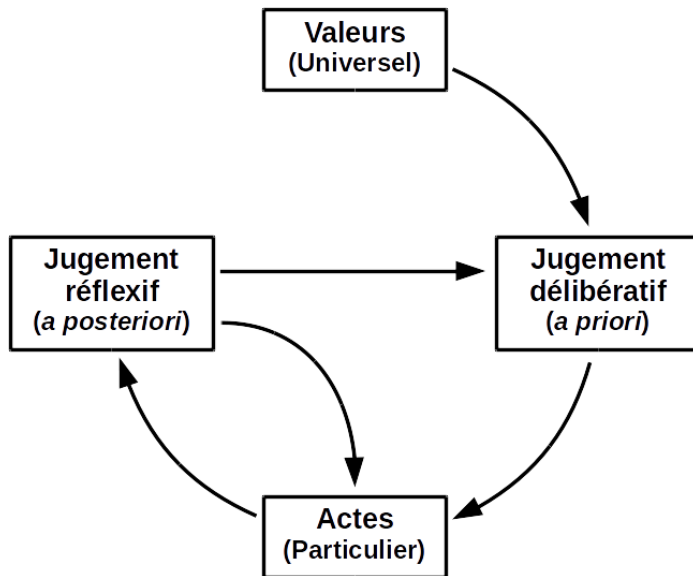 Valeurs
(Universel)
Jugement
réflexif
(a posteriori)
Jugement
délibératif
(a priori)
Actes
(Particulier)